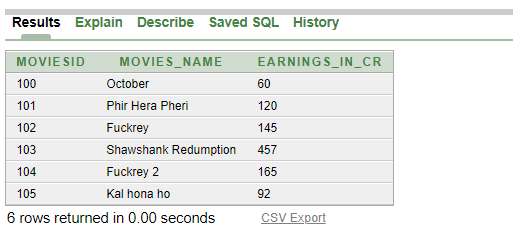 Results Explain Describe Saved SQL History
MOVIESID MOVIES_NAME EARNINGS_IN_CR
100 October 60
101 Phir Hera Pheri 120
102 Fuckrey 145
103 Shawshank Redumption 457
104 Fuckrey 2 165
105 Kal hona ho 92
6 rows returned in 0.00 seconds CSV Export